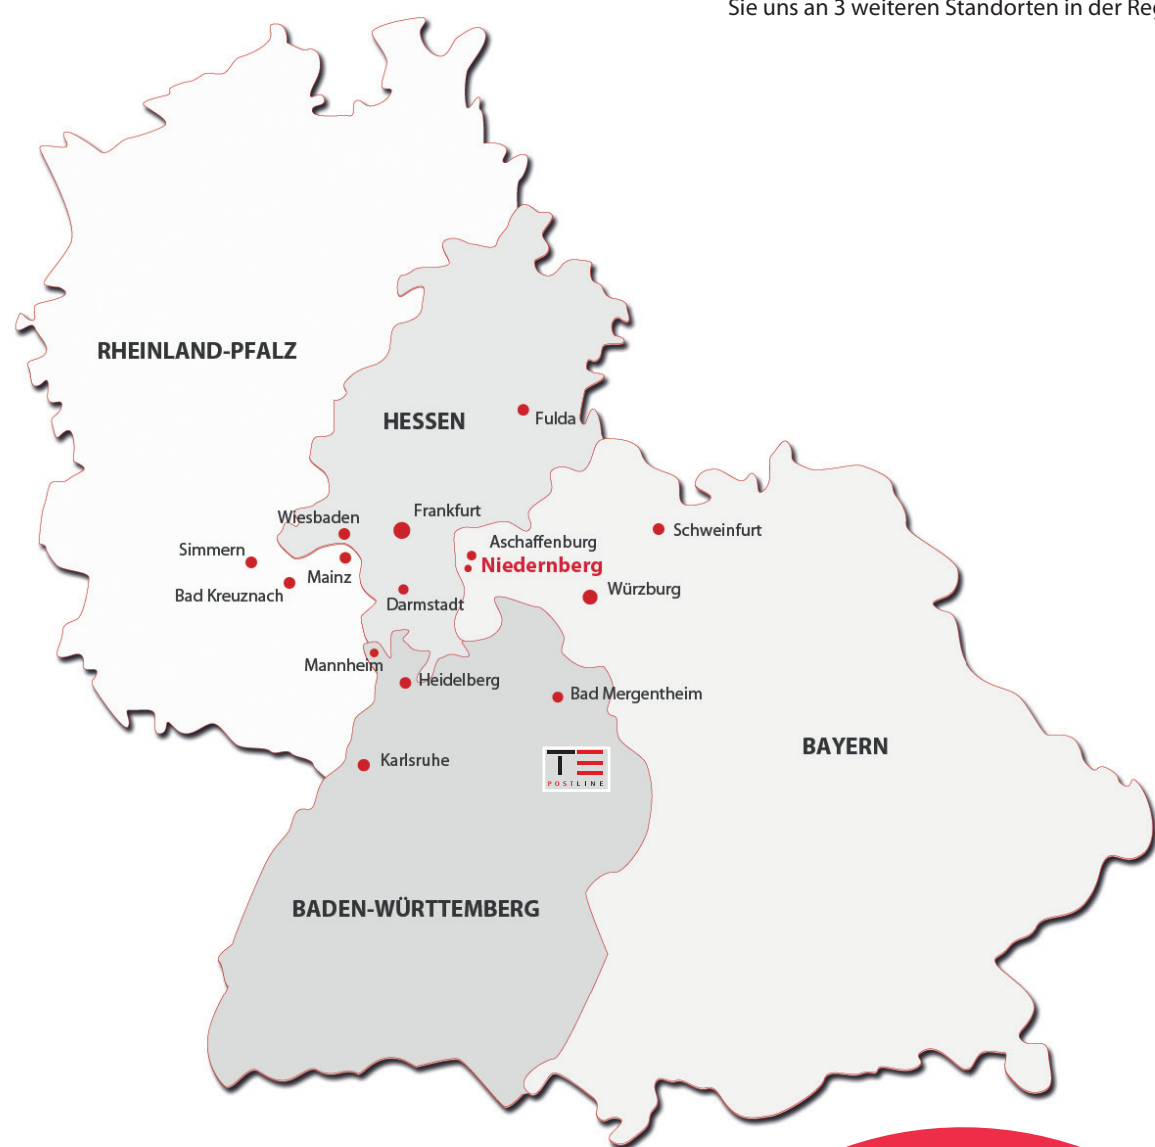 Sie uns an 3 weiteren Standorten in der Reg
RHEINLAND-PFALZ
HESSEN
Fulda
Frankfurt
Wiesbaden
Schweinfurt
Aschaffenburg
Simmern
Niedernberg
Mainz
Würzburg
Bad Kreuznach
Darmstadt
Mannheim
Heidelberg
Bad Mergentheim
BAYERN
Karlsruhe
TE
POSTLINE
BADEN-WÜRTTEMBERG